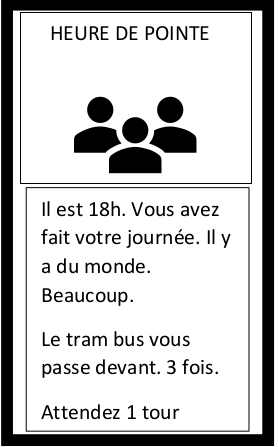 HEURE DE POINTE
Il est 18h. Vous avez
fait votre journée. Il y
a du monde.
Beaucoup.
Le tram bus vous
passe devant. 3 fois.
Attendez 1 tour